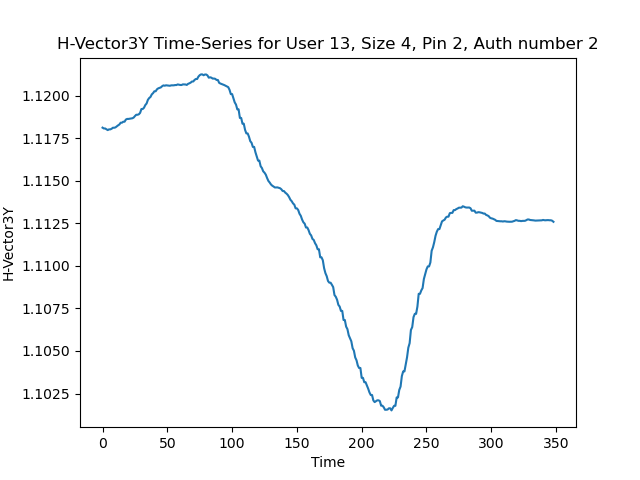 H-Vector3Y Time-Series for User 13, Size 4, Pin 2, Auth number 2
1.1200
1.1175
1.1150
1.1125
1.1100
1.1075
1.1050
1.1025
H-Vector3Y
0 50 100 150 200 250 300 350
Time